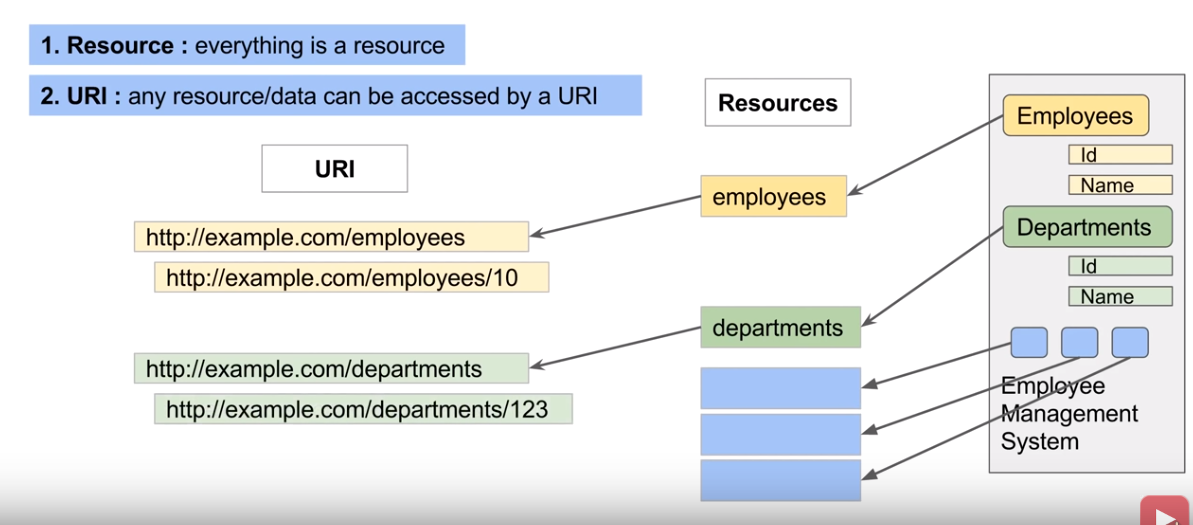 1. Resource : everything is a resource
2. URI : any resource/data can be accessed by a URI
URI
http://example.com/employees
http://example.com/employees/10
http://example.com/departments
http://example.com/departments/123
Resources
employees
departments
Employees
Id
Name
Departments
Id
Name
Employee
Management
System